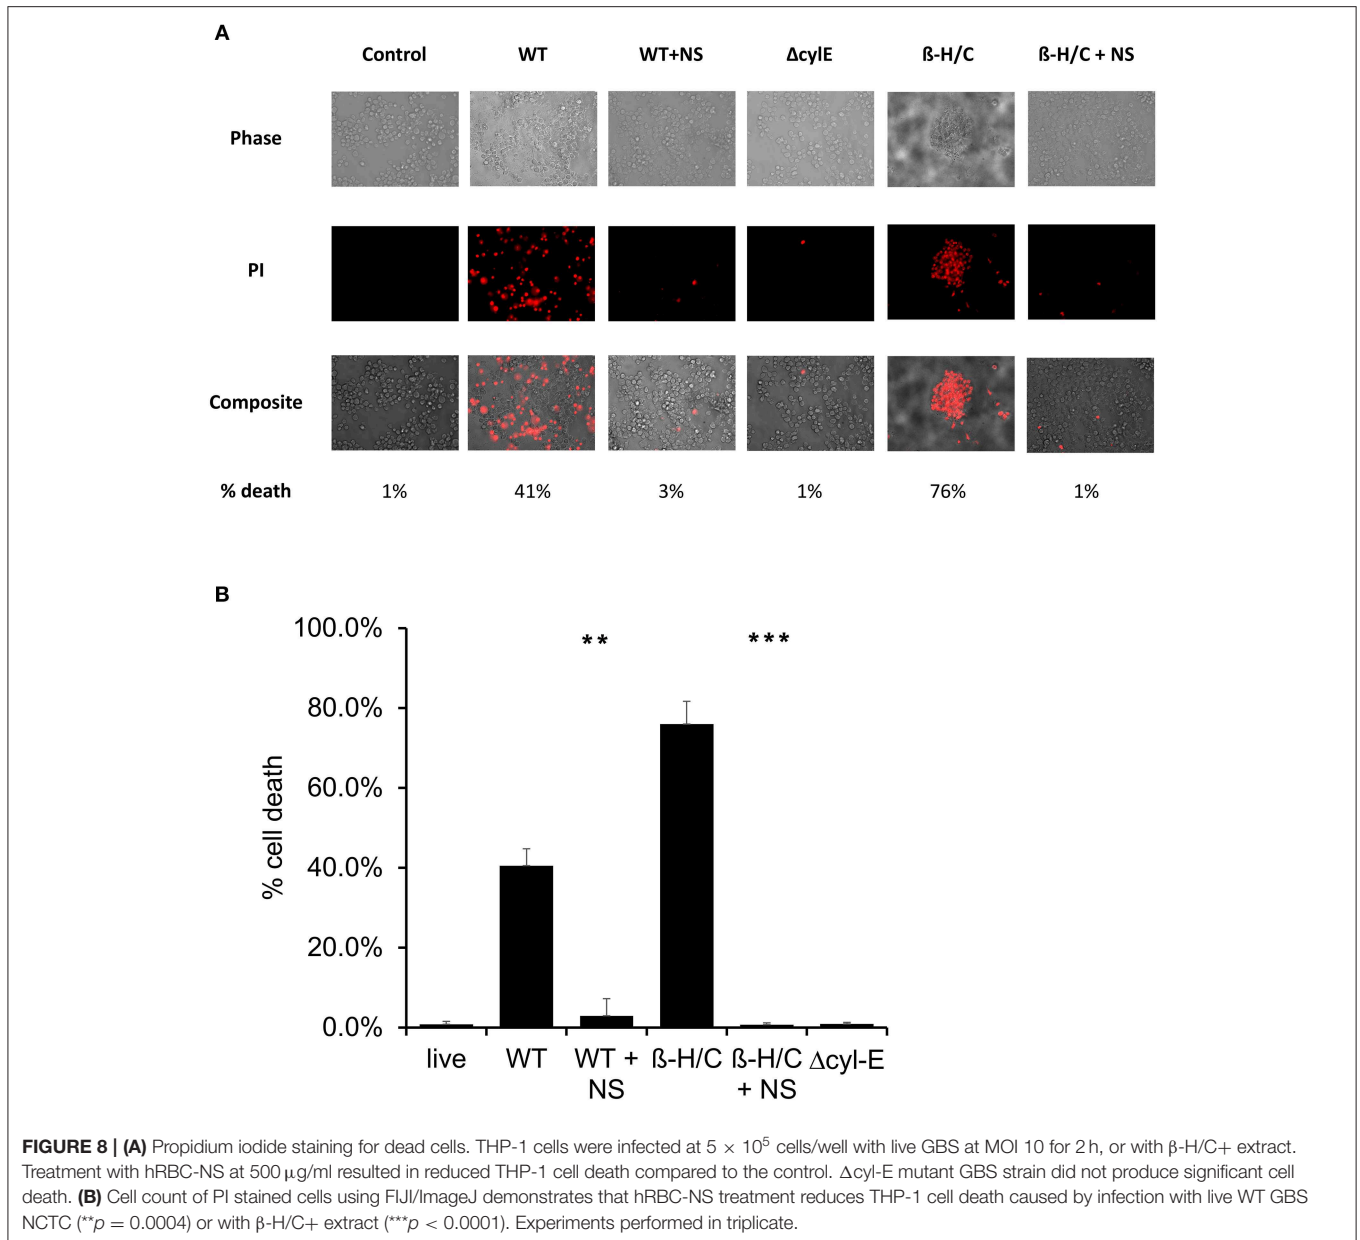 A
Control WT WT+NS ΔcylE ß-H/C ß-H/C + NS
Phase
PI
Composite
% death 1% 41% 3% 1% 76% 1%
B
100.0%
80.0%
60.0%
40.0%
20.0%
0.0%
% cell death
** ***
live WT WT + ß-H/C ß-H/C Δcyl-E
NS + NS
FIGURE 8 | (A) Propidium iodide staining for dead cells. THP-1 cells were infected at 5 × 10⁵ cells/well with live GBS at MOI 10 for 2 h, or with β-H/C+ extract.
Treatment with hRBC-NS at 500 μg/ml resulted in reduced THP-1 cell death compared to the control. Δcyl-E mutant GBS strain did not produce significant cell
death. (B) Cell count of PI stained cells using FIJI/ImageJ demonstrates that hRBC-NS treatment reduces THP-1 cell death caused by infection with live WT GBS
NCTC (**p = 0.0004) or with β-H/C+ extract (***p < 0.0001). Experiments performed in triplicate.